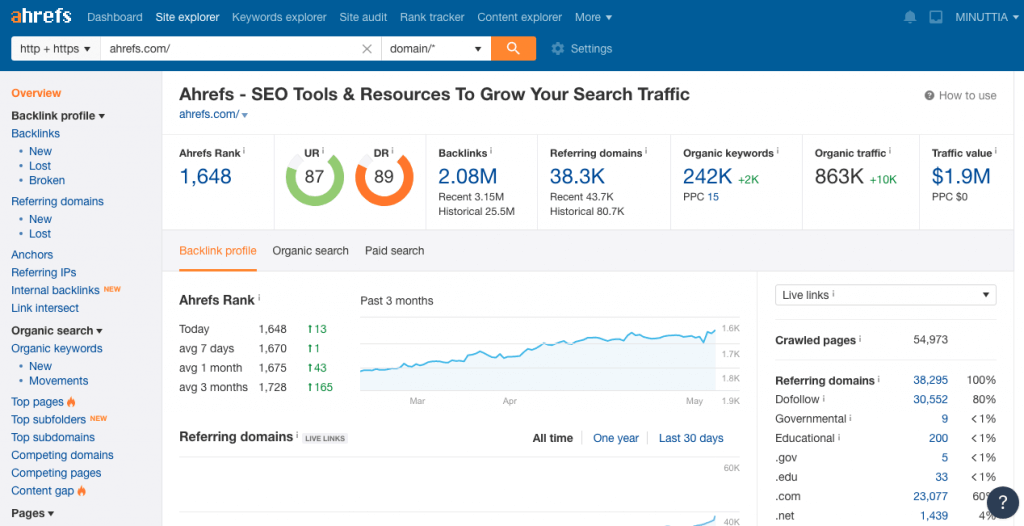 ahrefs Dashboard Site explorer Keywords explorer Site audit Rank tracker Content explorer More ▾ MINUTTIA ▾
http + https ▾ ahrefs.com/ × domain/* ▾ Settings
Overview
Backlink profile ▾
Backlinks
• New
• Lost
• Broken
Referring domains
• New
• Lost
Anchors
Referring IPs
Internal backlinks NEW
Link intersect
Organic search ▾
Organic keywords
• New
• Movements
Top pages
Top subfolders NEW
Top subdomains
Competing domains
Competing pages
Content gap
Pages ▾
Ahrefs - SEO Tools & Resources To Grow Your Search Traffic
? How to use
ahrefs.com/ ▾
Ahrefs Rank i
1,648
UR i
87
DR i
89
Backlinks i
2.08M
Recent 3.15M
Historical 25.5M
Referring domains i
38.3K
Recent 43.7K
Historical 80.7K
Organic keywords i
242K +2K
PPC 15
Organic traffic i
863K +10K
Traffic value i
$1.9M
PPC $0
Backlink profile Organic search Paid search
Ahrefs Rank i
Today 1,648 ↑13
avg 7 days 1,670 ↑1
avg 1 month 1,675 ↑43
avg 3 months 1,728 ↑165
Past 3 months
1.6K
1.7K
1.8K
1.9K
Mar Apr May
Referring domains i LIVE LINKS
All time One year Last 30 days
60K
40K
Live links i ▾
Crawled pages i 54,973
Referring domains i 38,295 100%
Dofollow i 30,552 80%
Governmental i 9 <1%
Educational i 200 <1%
.gov 5 <1%
.edu 33 <1%
.com 23,077 60%
.net 1,439 4%
?